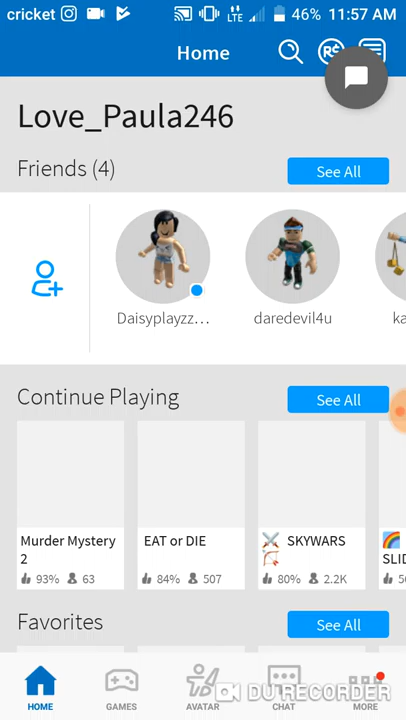 cricket LTE 46% 11:57 AM
Home R$
Love_Paula246
Friends (4) See All
Daisyplayzz... daredevil4u ka
Continue Playing See All
Murder Mystery EAT or DIE SKYWARS
2 SLID
93% 63 84% 507 80% 2.2K
Favorites See All
HOME GAMES AVATAR CHAT MORE
DU RECORDER